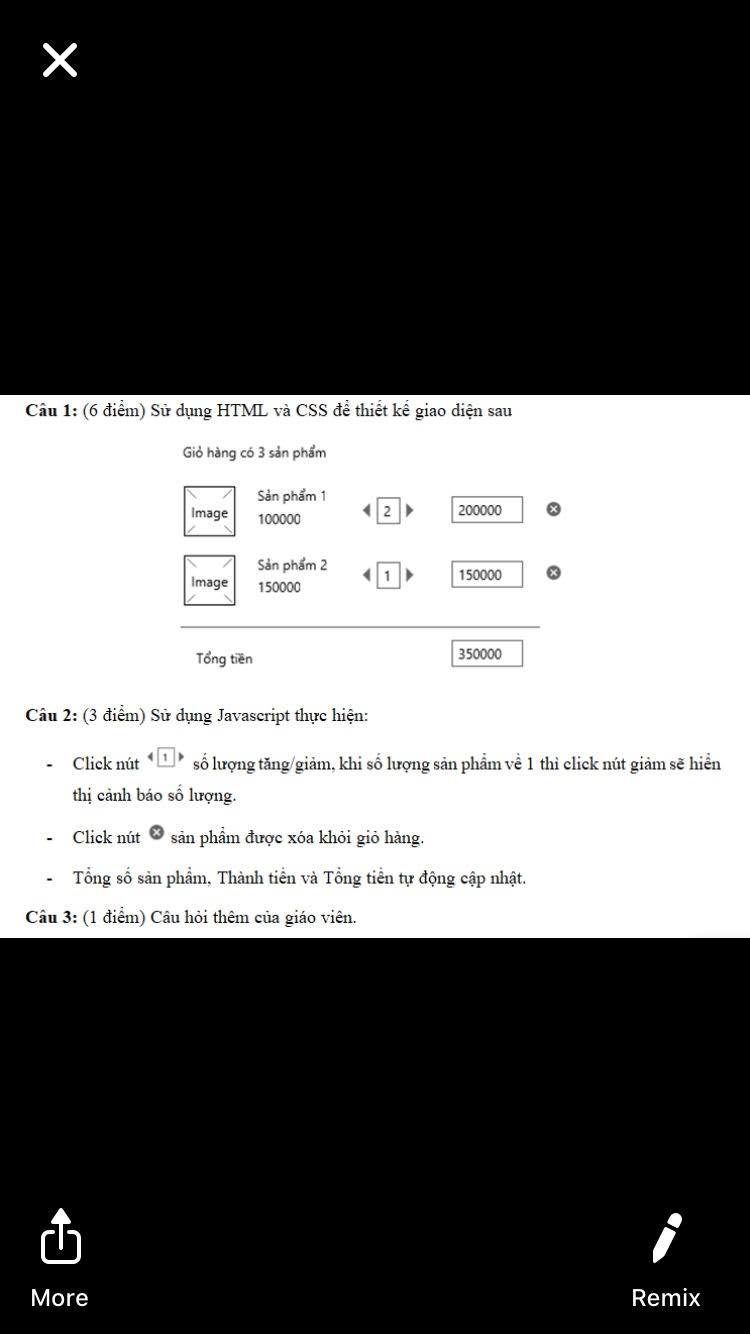 Câu 1: (6 điểm) Sử dụng HTML và CSS để thiết kế giao diện sau
Giỏ hàng có 3 sản phẩm
Image Sản phẩm 1 100000 2 200000
Image Sản phẩm 2 150000 1 150000
Tổng tiền 350000
Câu 2: (3 điểm) Sử dụng Javascript thực hiện:
- Click nút 1 số lượng tăng/giảm, khi số lượng sản phẩm về 1 thì click nút giảm sẽ hiển
thị cảnh báo số lượng.
- Click nút sản phẩm được xóa khỏi giỏ hàng.
- Tổng số sản phẩm, Thành tiền và Tổng tiền tự động cập nhật.
Câu 3: (1 điểm) Câu hỏi thêm của giáo viên.
More Remix